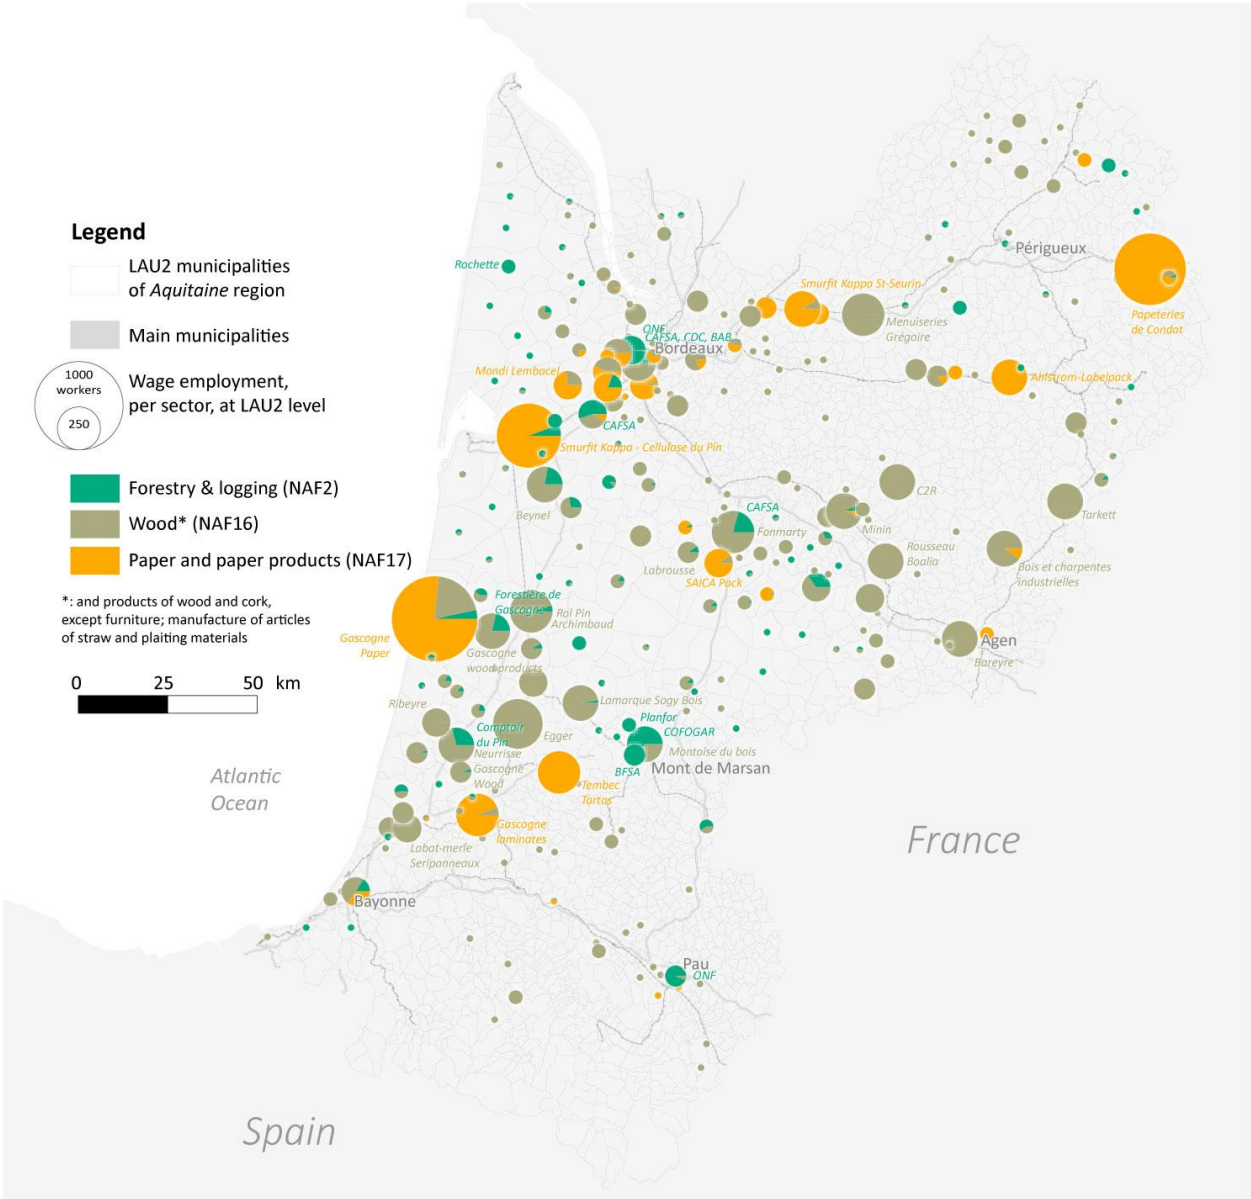 Legend
LAU2 municipalities
of Aquitaine region
Main municipalities
1000
workers
250
Wage employment,
per sector, at LAU2 level
Forestry & logging (NAF2)
Wood* (NAF16)
Paper and paper products (NAF17)
*: and products of wood and cork,
except furniture; manufacture of articles
of straw and plaiting materials
0 25 50 km
Atlantic
Ocean
Spain
France
Périgueux
Rochette
Smurfit Kappa St-Seurin
Papeteries
de Condat
Menuiseries
Grégoire
ONF
CAFSA, CDC, BAB...
Bordeaux
Mondi Lembacel
Ahlstrom-Labelpack
CAFSA
Smurfit Kappa - Cellulose du Pin
Beynel
C2R
Tarkett
CAFSA
Fonmarty
Minin
Labrousse
SAICA Pack
Rousseau
Boalia
Bois et charpentes
industrielles
Forestière de
Gascogne
Rol Pin
Archimbaud
Gascogne
Paper
Gascogne
wood products
Agen
Bareyre
Ribeyre
Lamarque Sogy Bois
Planfor
COFOGAR
Comptoir
du Pin
Egger
Neurrisse
Montoise du bois
Gascogne
Wood
BFSA
Mont de Marsan
Tembec
Tartas
Gascogne
laminates
Labat-merle
Seripanneaux
Bayonne
Pau
ONF